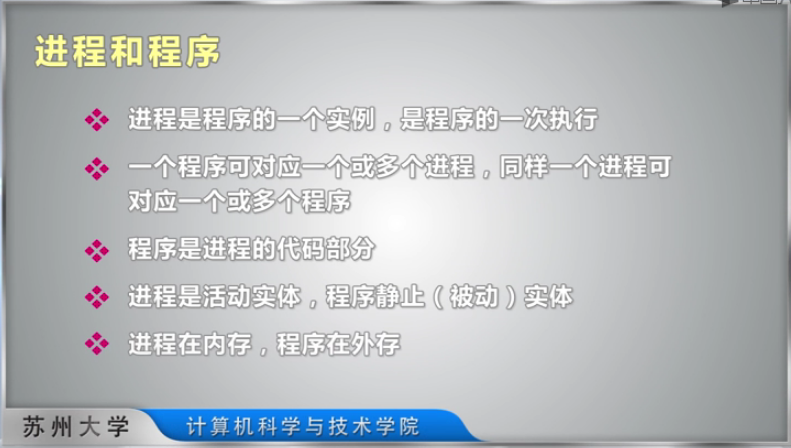 进程和程序
进程是程序的一个实例，是程序的一次执行
一个程序可对应一个或多个进程，同样一个进程可
对应一个或多个程序
程序是进程的代码部分
进程是活动实体，程序静止（被动）实体
进程在内存，程序在外存
苏州大学
计算机科学与技术学院